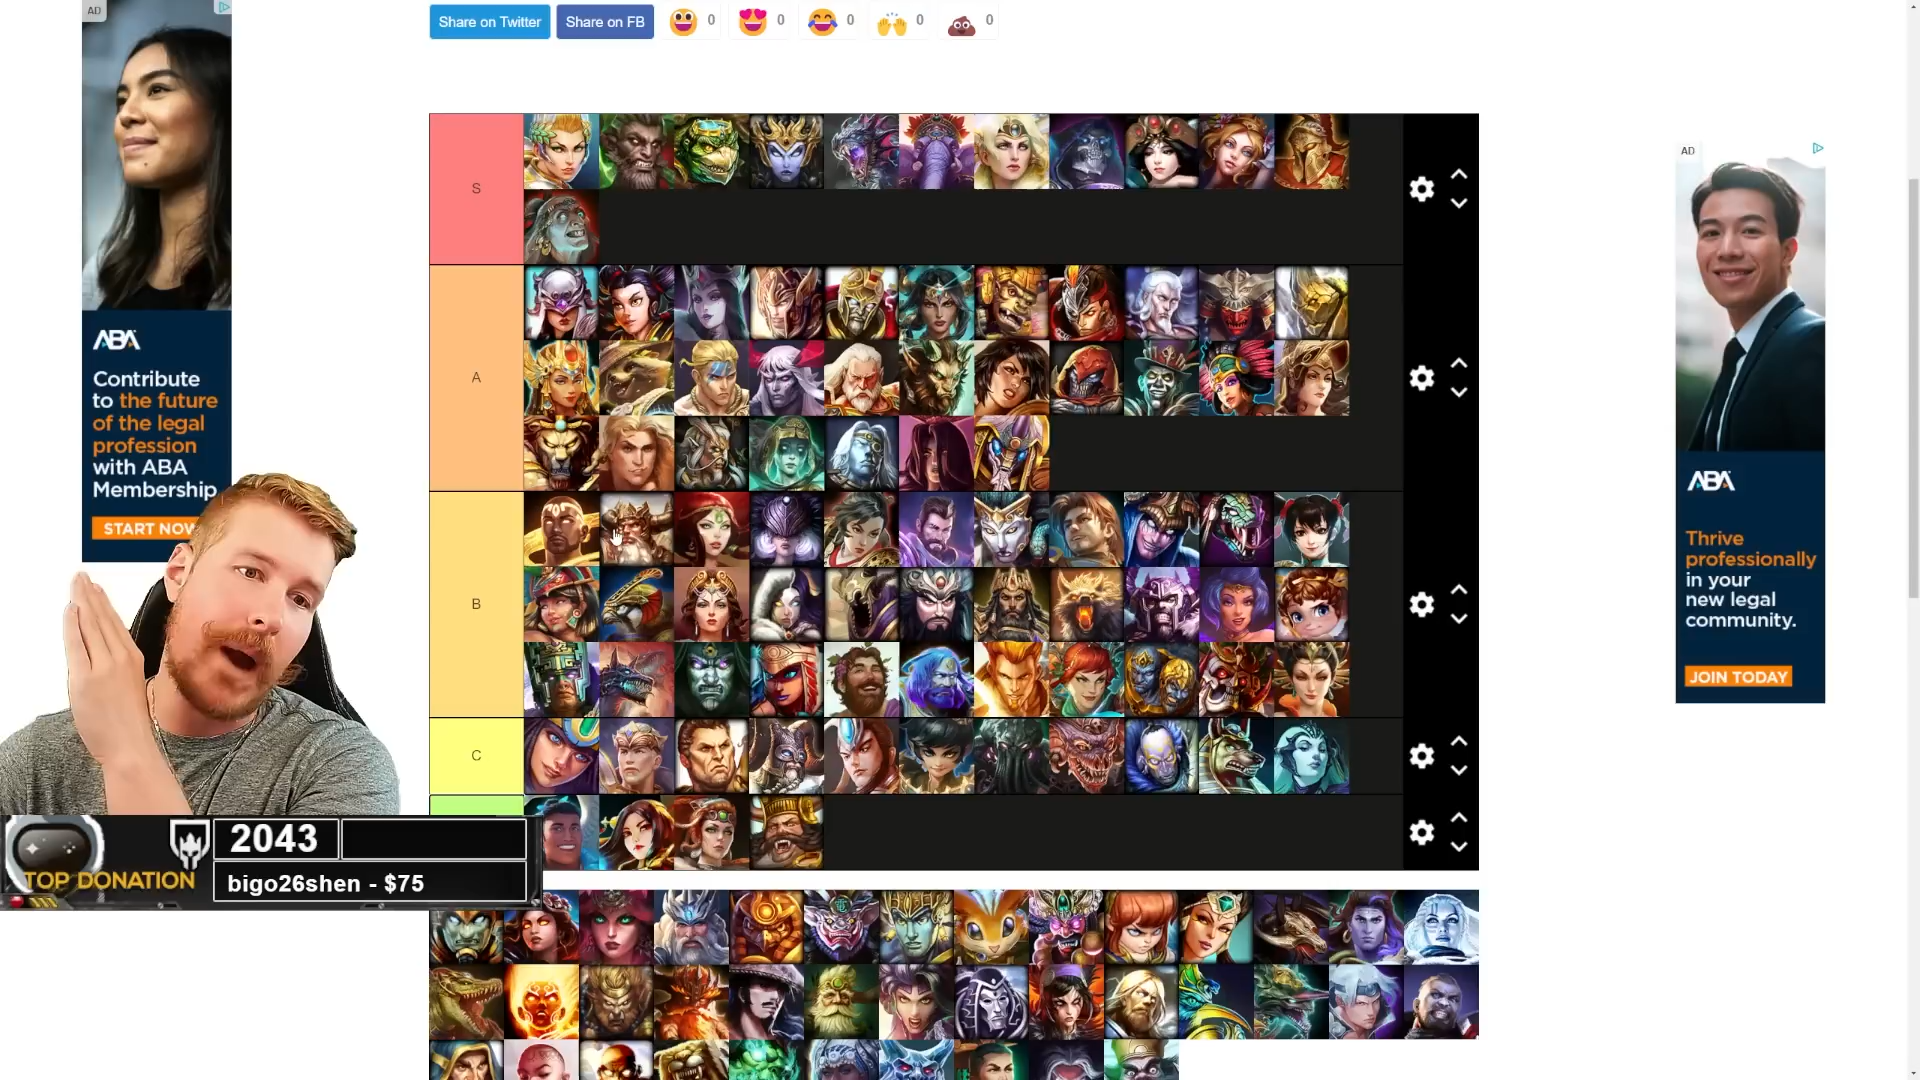 AD
Share on Twitter
Share on FB
0
0
0
0
0
ABA
Contribute
to the future
of the legal
profession
with ABA
Membership
START NOW
S
A
B
C
AD
ABA
Thrive
professionally
in your
new legal
community.
JOIN TODAY
2043
TOP DONATION
bigo26shen - $75